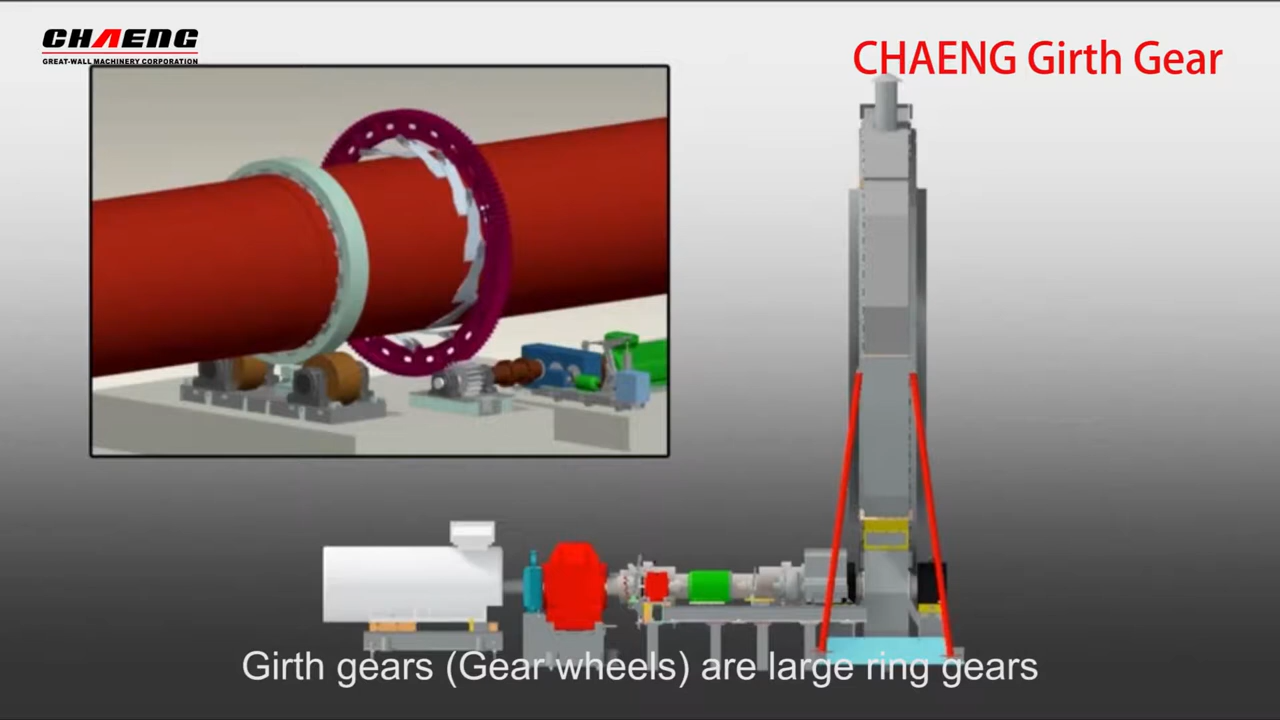 CHAENG
GREAT-WALL MACHINERY CORPORATION
CHAENG Girth Gear
Girth gears (Gear wheels) are large ring gears